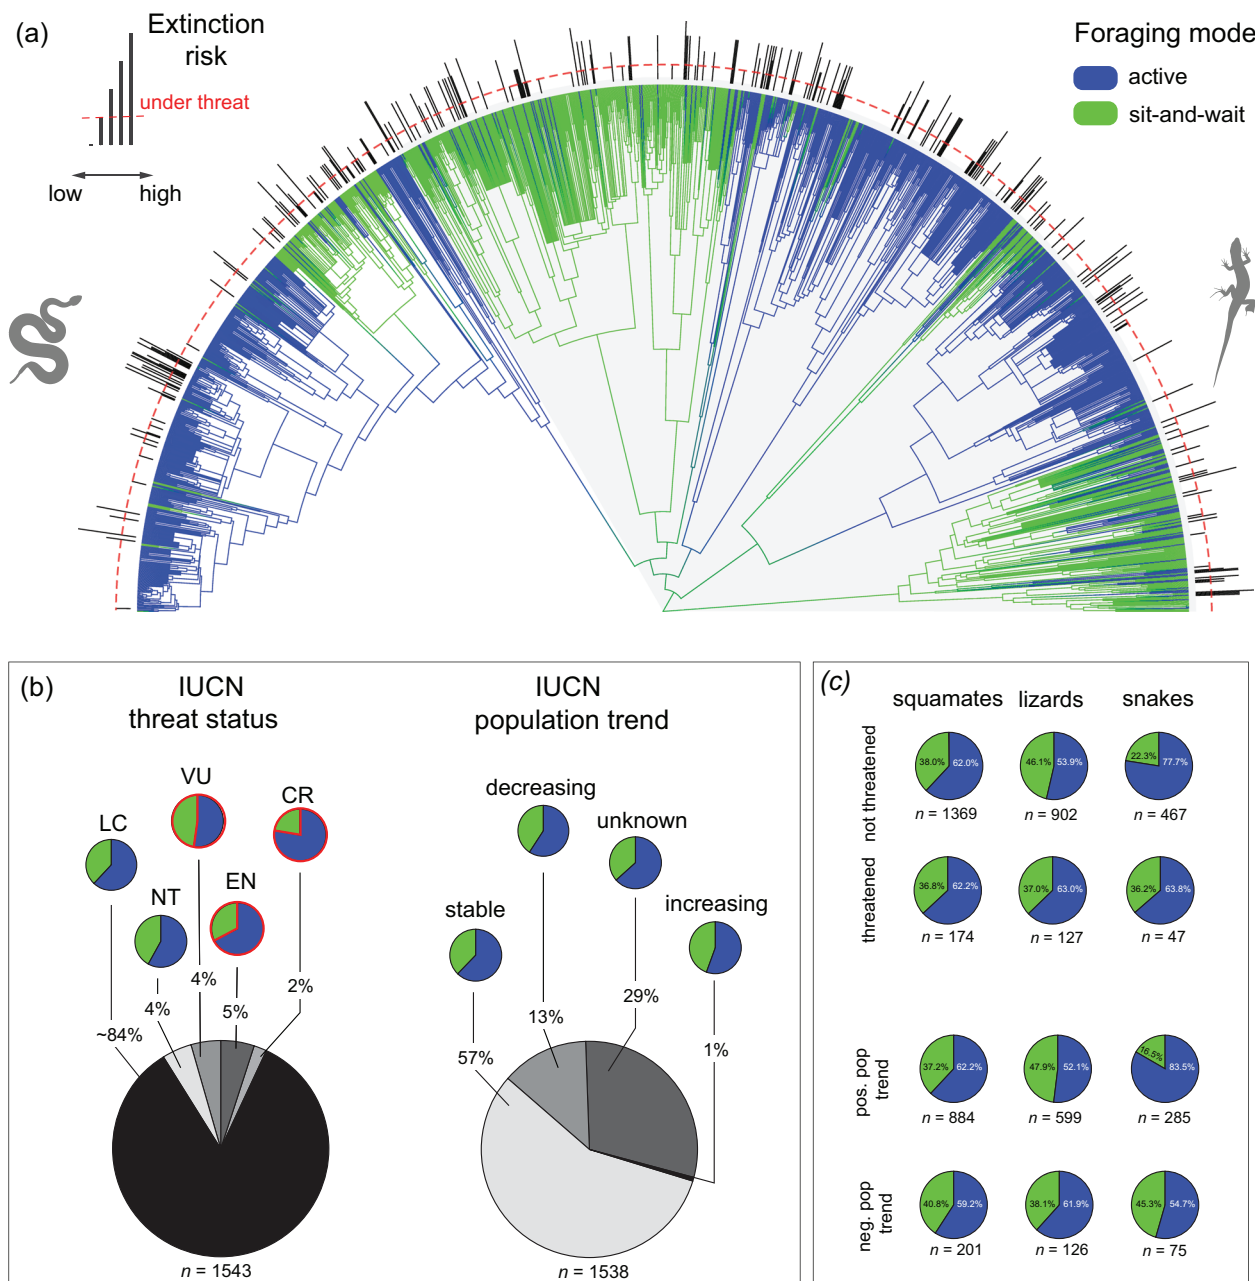 (a)
Extinction
risk
under threat
low
high
Foraging mode
active
sit-and-wait
(b)
IUCN
threat status
LC
NT
VU
EN
CR
~84%
4%
4%
5%
2%
n = 1543
IUCN
population trend
stable
decreasing
unknown
increasing
57%
13%
29%
1%
n = 1538
(c)
squamates
lizards
snakes
not threatened
38.0%
62.0%
n = 1369
46.1%
53.9%
n = 902
22.3%
77.7%
n = 467
threatened
36.8%
62.2%
n = 174
37.0%
63.0%
n = 127
36.2%
63.8%
n = 47
pos. pop
trend
37.2%
62.2%
n = 884
47.9%
52.1%
n = 599
16.5%
83.5%
n = 285
neg. pop
trend
40.8%
59.2%
n = 201
38.1%
61.9%
n = 126
45.3%
54.7%
n = 75